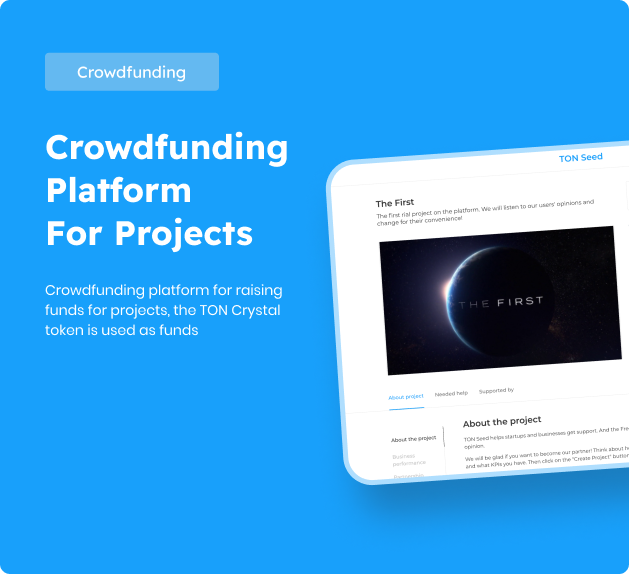 Crowdfunding
Crowdfunding
Platform
For Projects
Crowdfunding platform for raising
funds for projects, the TON Crystal
token is used as funds
TON Seed
The First
The first rial project on the platform. We will listen to our users' opinions and
change for their convenience!
THE FIRST
About project Needed help Supported by
About the project
Business
performance
About the project
TON Seed helps startups and businesses get support. And the Fre
opinion.
We will be glad if you want to become our partner! Think about h
and what KPIs you have. Then click on the "Create Project" button